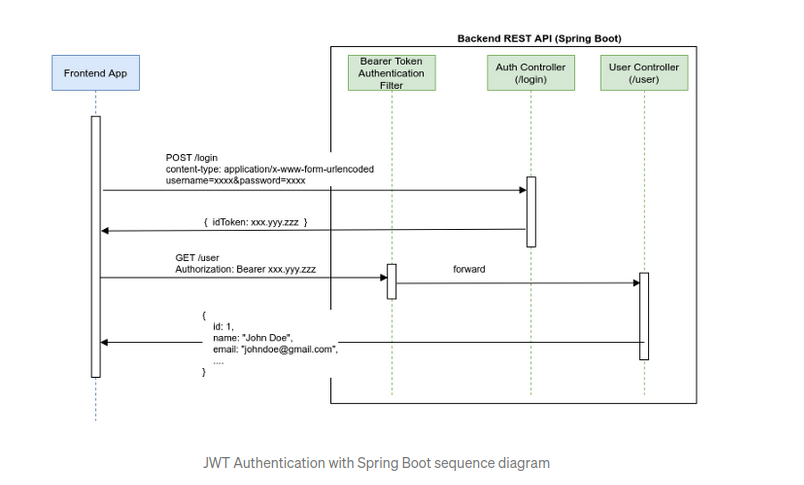 Backend REST API (Spring Boot)
Frontend App
Bearer Token
Authentication
Filter
Auth Controller
(/login)
User Controller
(/user)
POST /login
content-type: application/x-www-form-urlencoded
username=xxxx&password=xxxx
{ idToken: xxx.yyy.zzz }
GET /user
Authorization: Bearer xxx.yyy.zzz
forward
{
id: 1,
name: "John Doe",
email: "johndoe@gmail.com",
....
}
JWT Authentication with Spring Boot sequence diagram